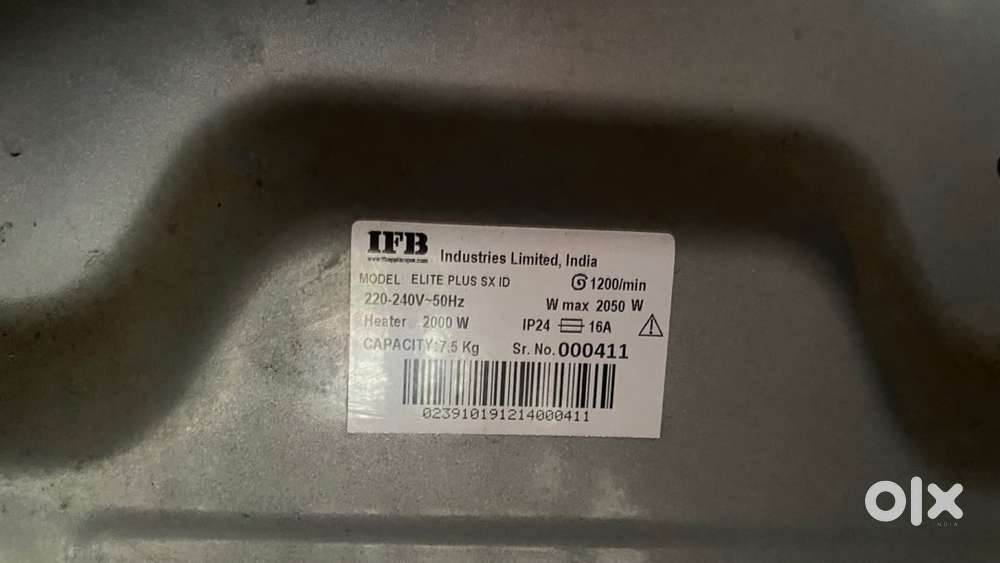 IFB Industries Limited, India
MODEL: ELITE PLUS SX ID 1200/min
220-240V~50Hz W max 2050 W
Heater 2000 W IP24 16A
CAPACITY:7.5 Kg Sr. No. 000411
023910191214000411
olx
INDIA